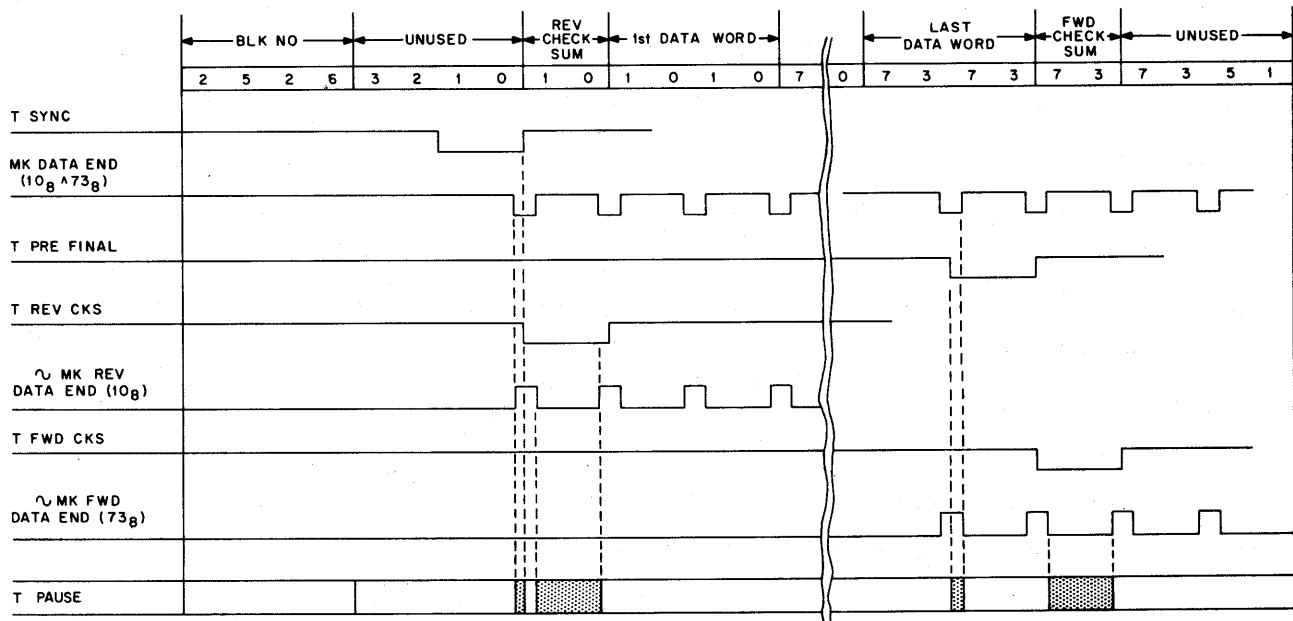 BLK NO
UNUSED
REV
CHECK
SUM
1st DATA WORD
LAST
DATA WORD
FWD
CHECK
SUM
UNUSED
2 5 2 6 3 2 1 0 1 0 1 0 1 0 7 0 7 3 7 3 7 3 7 3 5 1
T SYNC
MK DATA END
(10₈ ∧ 73₈)
T PRE FINAL
T REV CKS
∿ MK REV
DATA END (10₈)
T FWD CKS
∿ MK FWD
DATA END (73₈)
T PAUSE